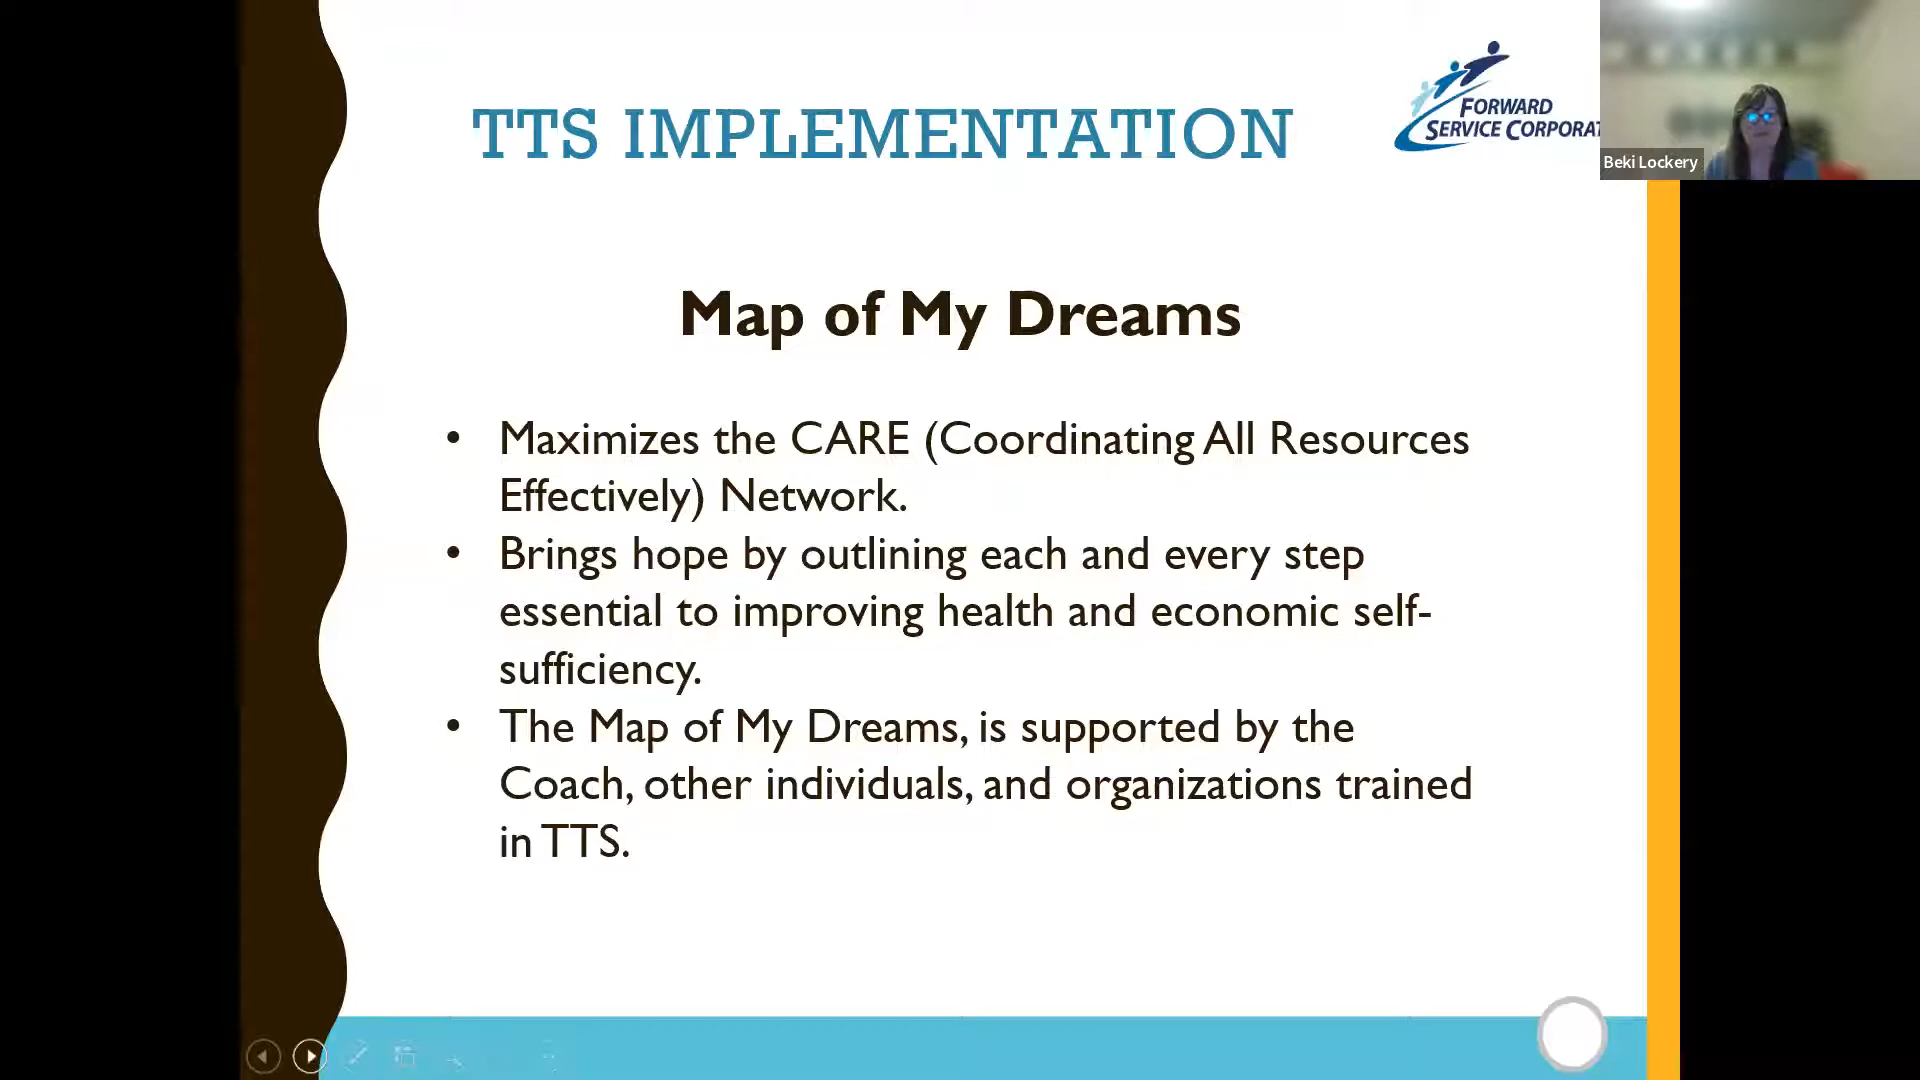 TTS IMPLEMENTATION
FORWARD
SERVICE CORPORAT
Beki Lockery
Map of My Dreams
• Maximizes the CARE (Coordinating All Resources
Effectively) Network.
• Brings hope by outlining each and every step
essential to improving health and economic self-
sufficiency.
• The Map of My Dreams, is supported by the
Coach, other individuals, and organizations trained
in TTS.